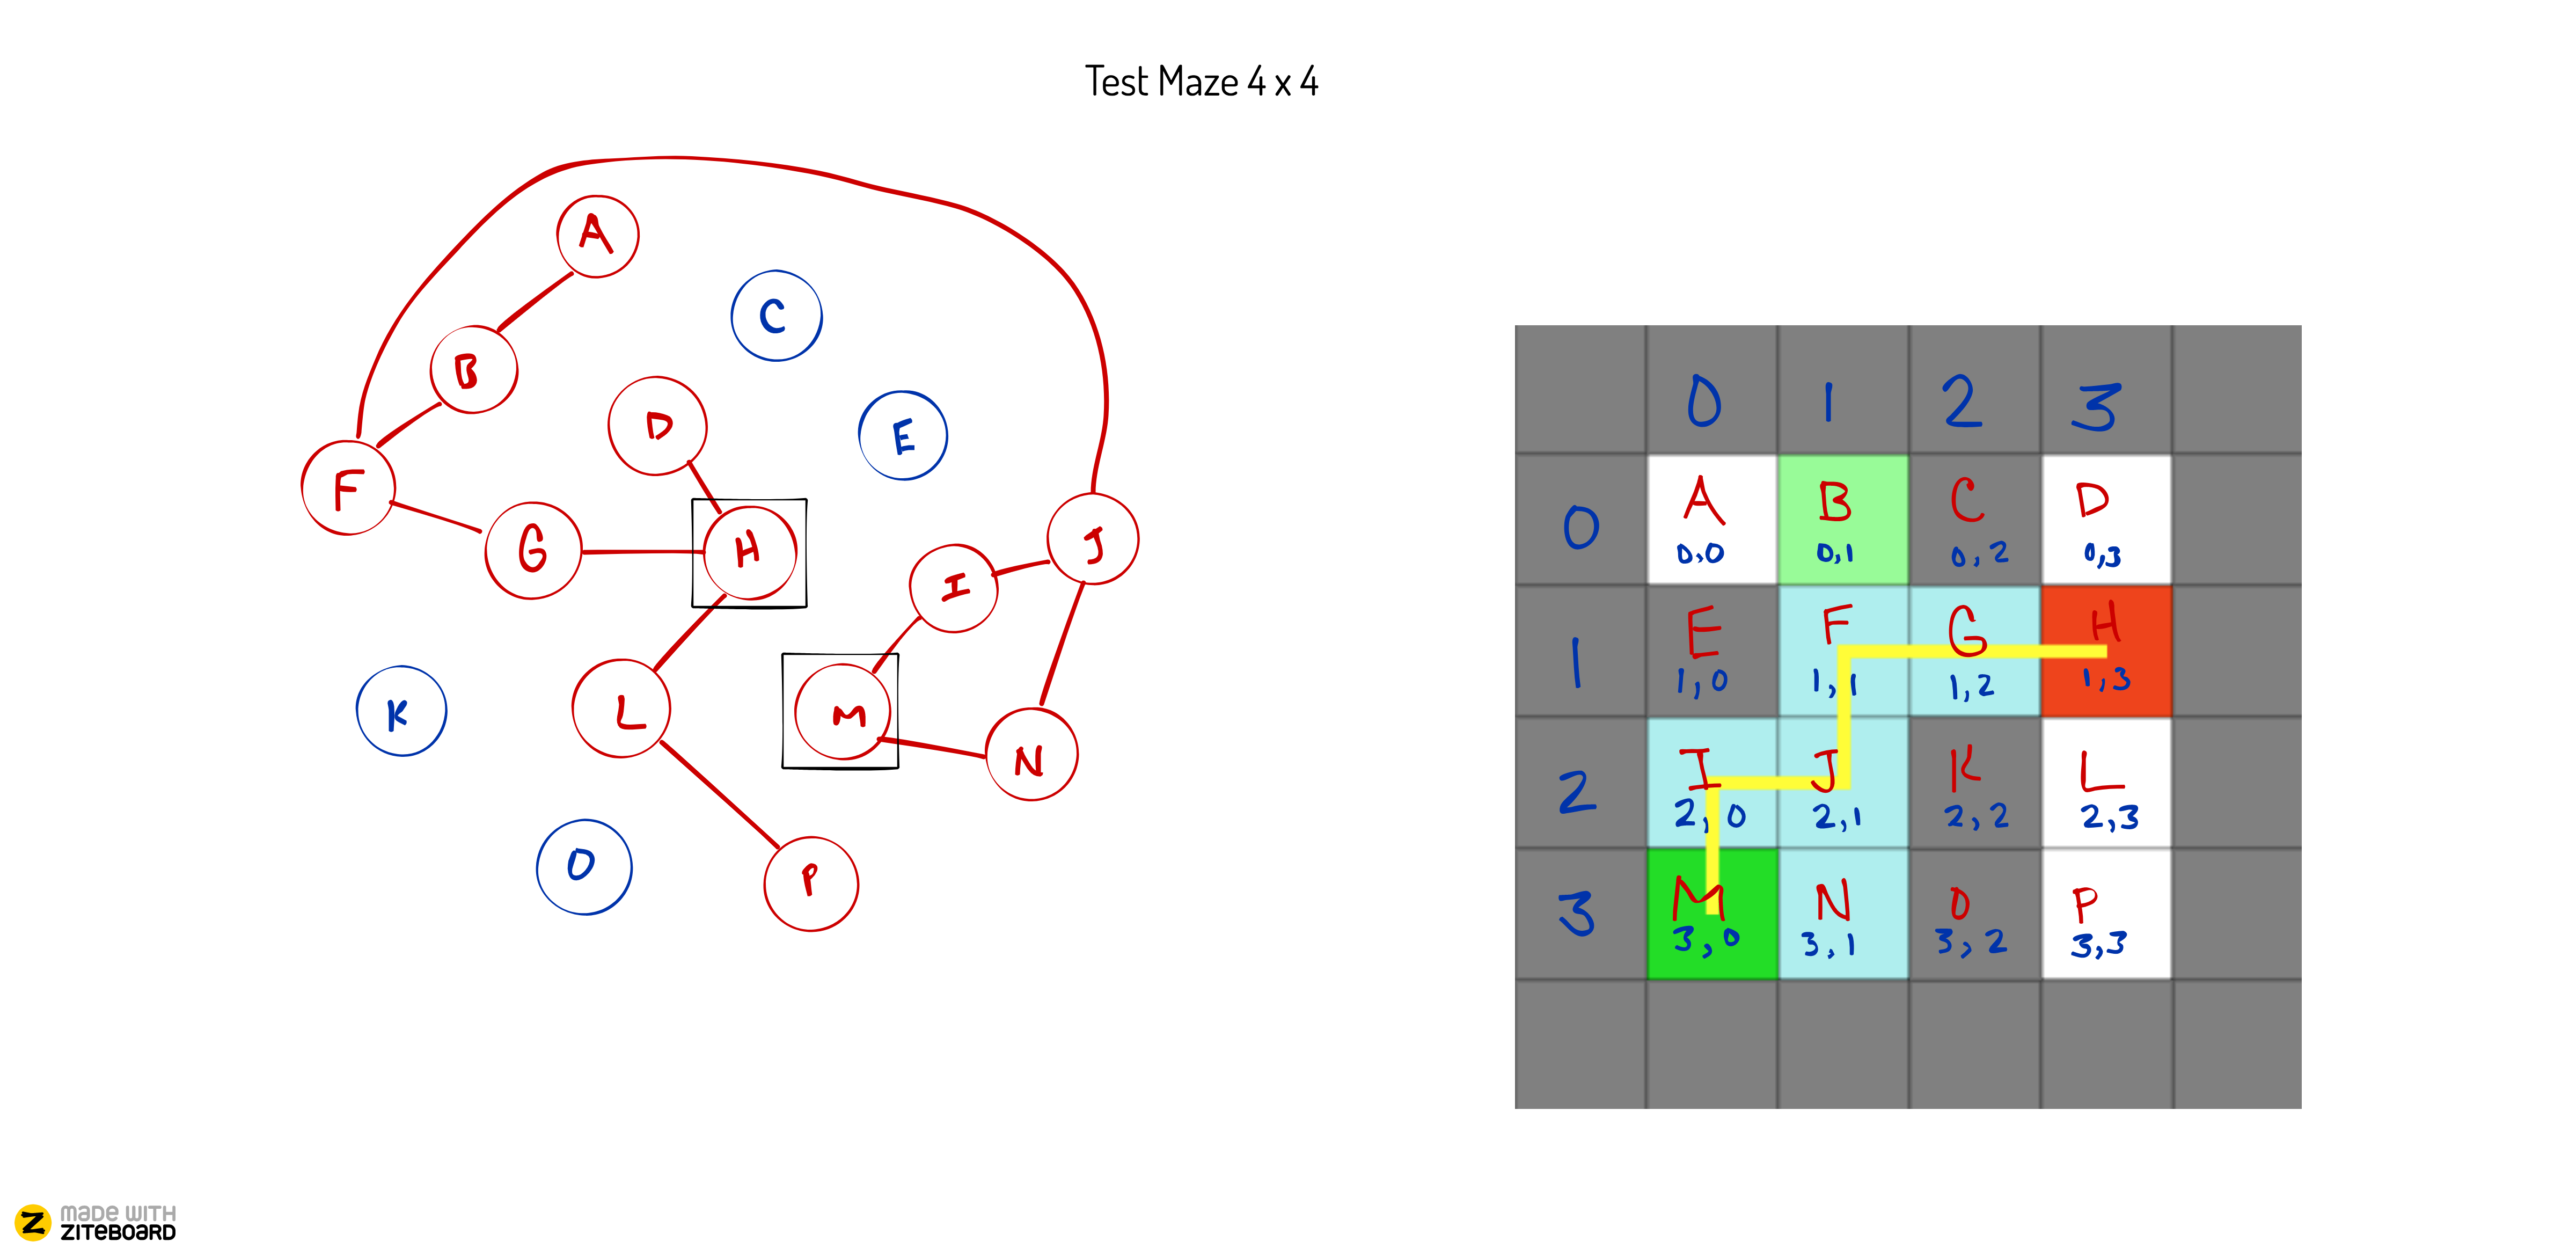 Test Maze 4 x 4
A
B
C
D
E
F
G
H
I
J
K
L
M
N
O
P
0 1 2 3
0 A B C D
0,0 0,1 0,2 0,3
1 E F G H
1,0 1,1 1,2 1,3
2 I J K L
2,0 2,1 2,2 2,3
3 M N O P
3,0 3,1 3,2 3,3
MADE WITH
ZITEBOARD